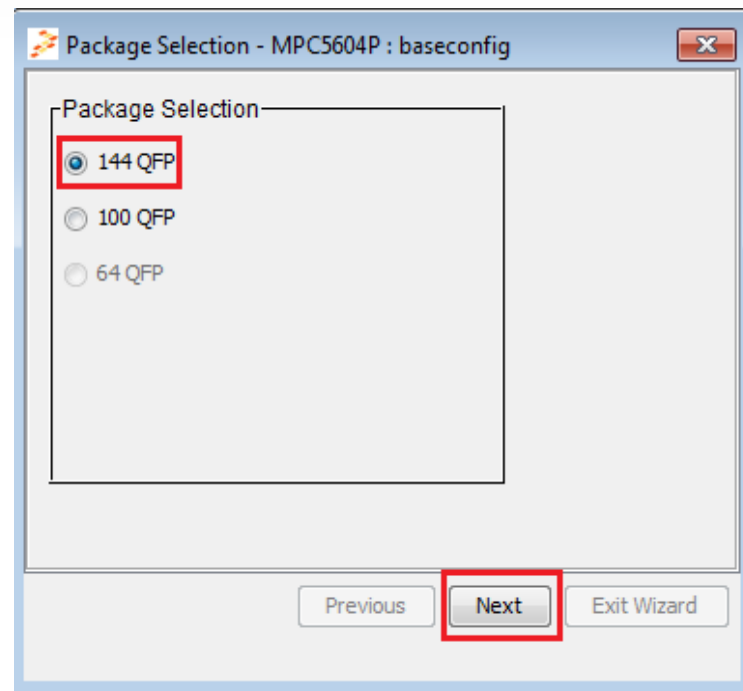 Package Selection - MPC5604P : baseconfig
Package Selection
144 QFP
100 QFP
64 QFP
Previous Next Exit Wizard